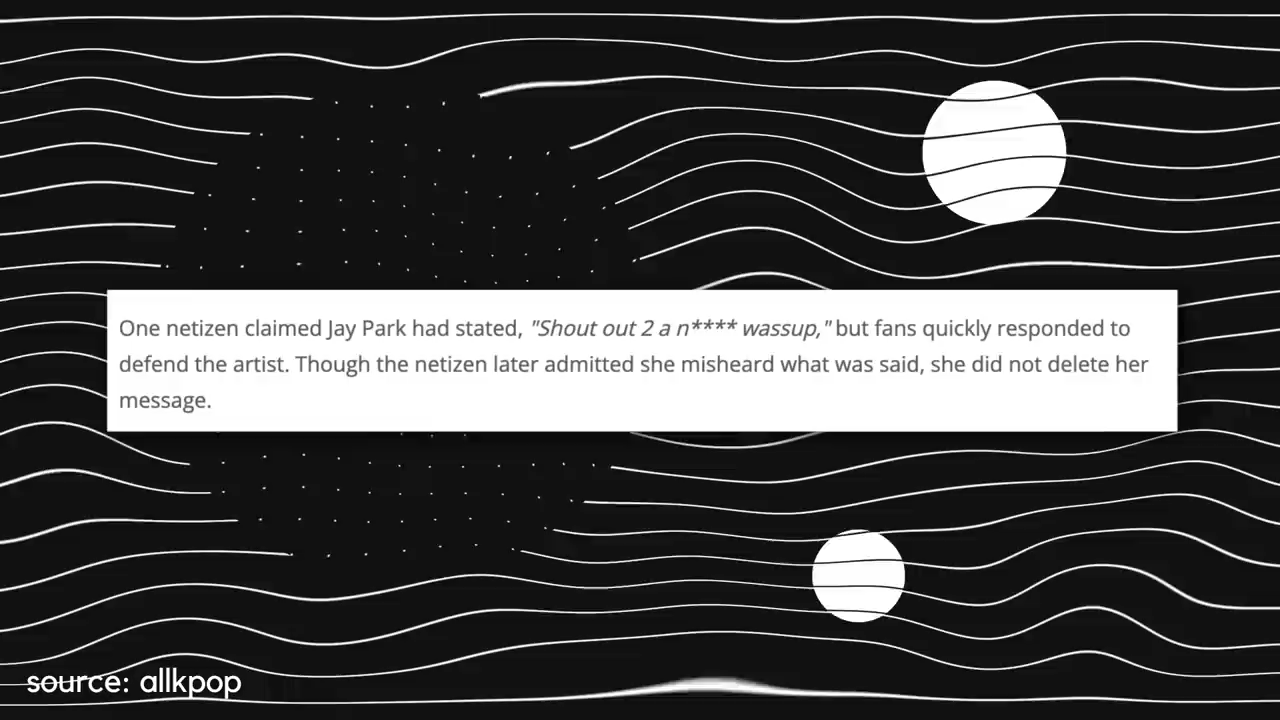 One netizen claimed Jay Park had stated, "Shout out 2 a n**** wassup," but fans quickly responded to
defend the artist. Though the netizen later admitted she misheard what was said, she did not delete her
message.
source: allkpop